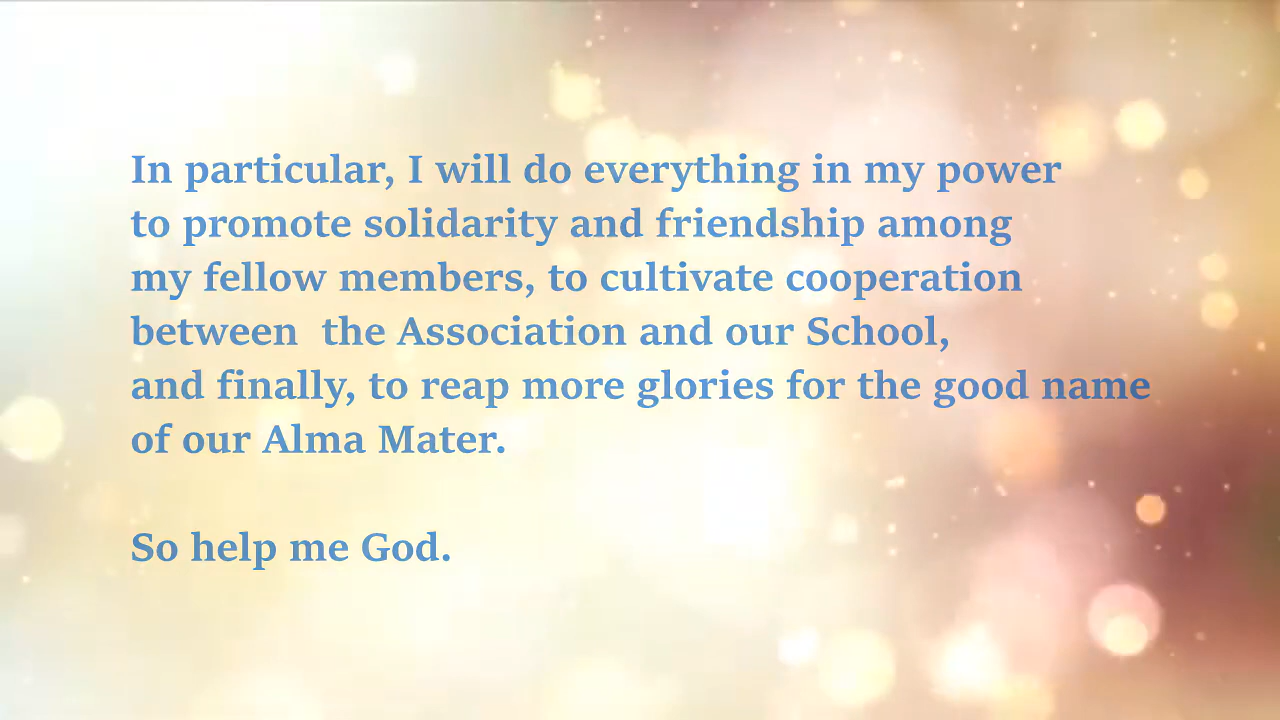 In particular, I will do everything in my power
to promote solidarity and friendship among
my fellow members, to cultivate cooperation
between  the Association and our School,
and finally, to reap more glories for the good name
of our Alma Mater.
So help me God.